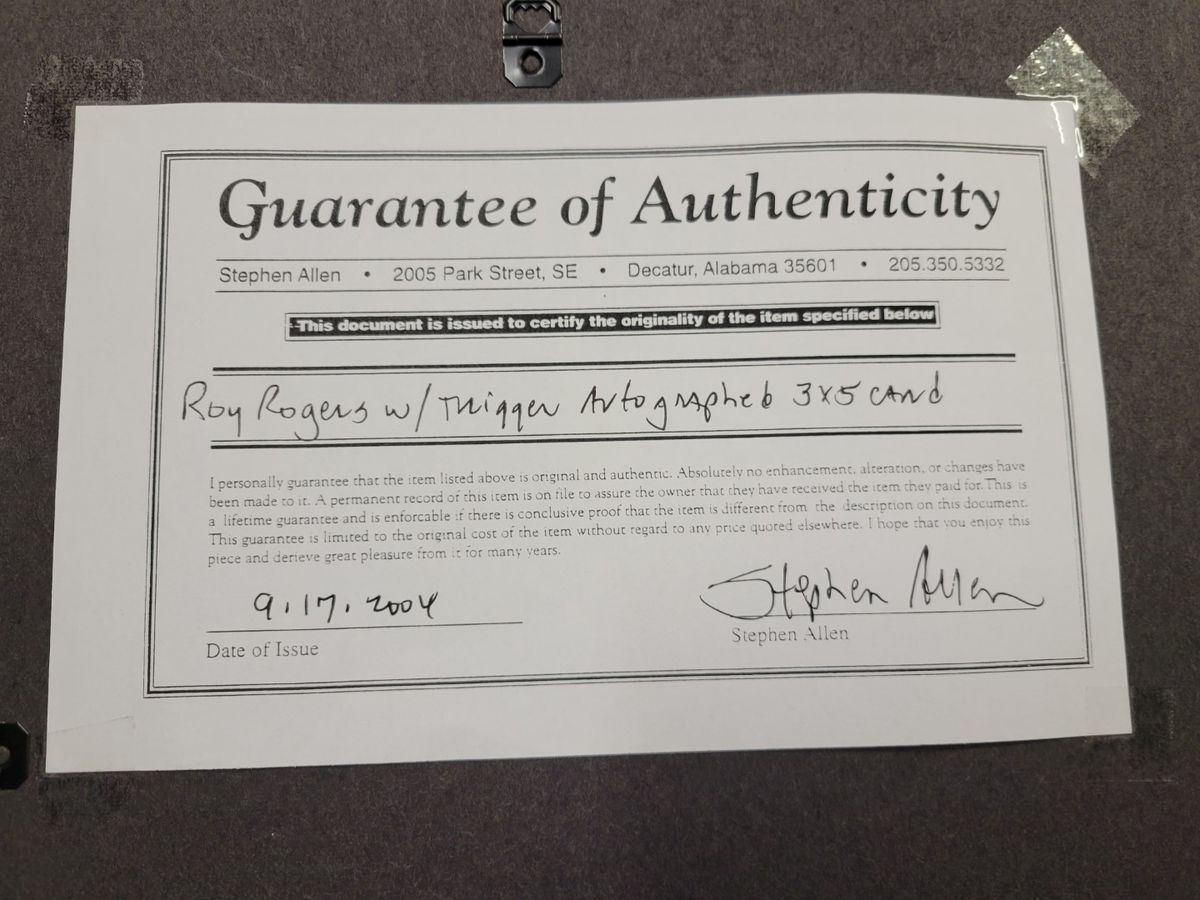 Guarantee of Authenticity
Stephen Allen • 2005 Park Street, SE • Decatur, Alabama 35601 • 205.350.5332
This document is issued to certify the originality of the item specified below
Roy Rogers w/ Trigger Autographed 3x5 card
I personally guarantee that the item listed above is original and authentic. Absolutely no enhancement, alteration, or changes have
been made to it. A permanent record of this item is on file to assure the owner that they have received the item they paid for. This is
a lifetime guarantee and is enforcable if there is conclusive proof that the item is different from the description on this document.
This guarantee is limited to the original cost of the item without regard to any price quoted elsewhere. I hope that you enjoy this
piece and derieve great pleasure from it for many years.
9.17.2004 Stephen Allen
Date of Issue Stephen Allen